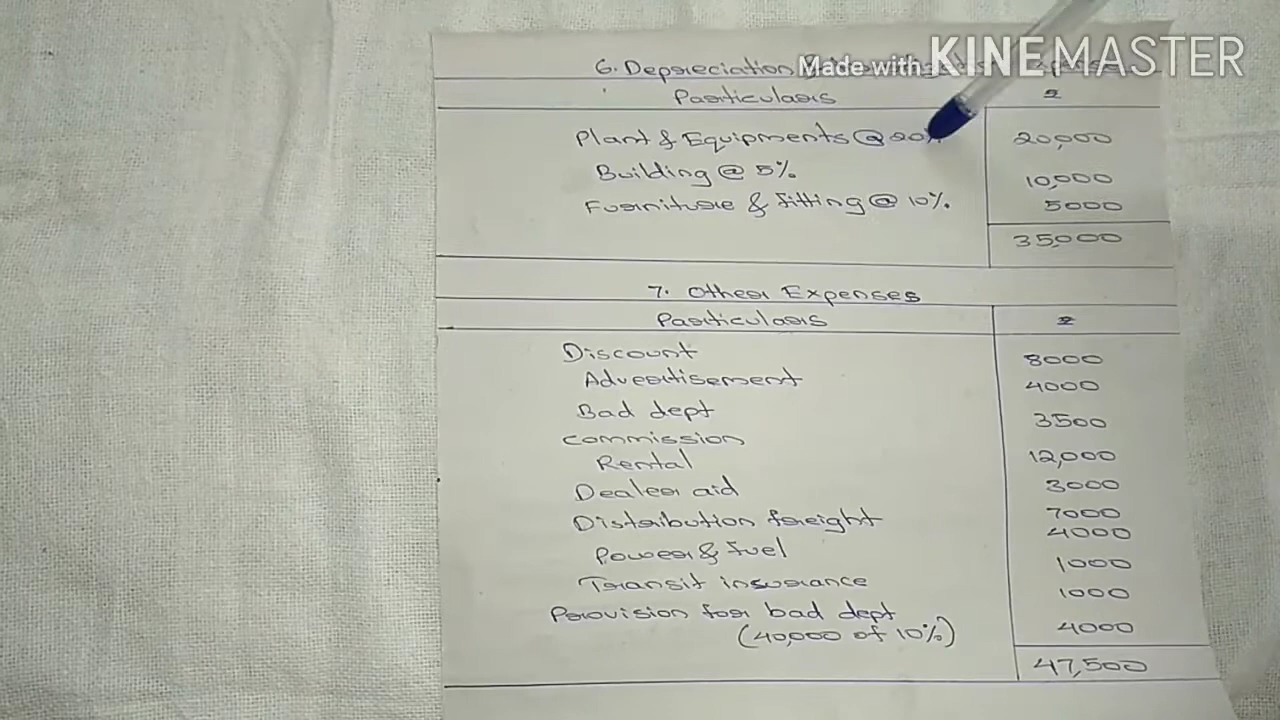 Made with KINEMASTER
6. Depreciation
Particulars ₹
Plant & Equipments @ 20% 20,000
Building @ 5% 10,000
Furniture & fitting @ 10%. 5000
35,000
7. Other Expenses
Particulars ₹
Discount 8000
Advertisement 4000
Bad dept 3500
Commission 12,000
Rental 3000
Dealer aid 7000
Distribution freight 4000
Power & fuel 1000
Transit insurance 1000
Provision for bad dept
(40,000 of 10%) 4000
47,500